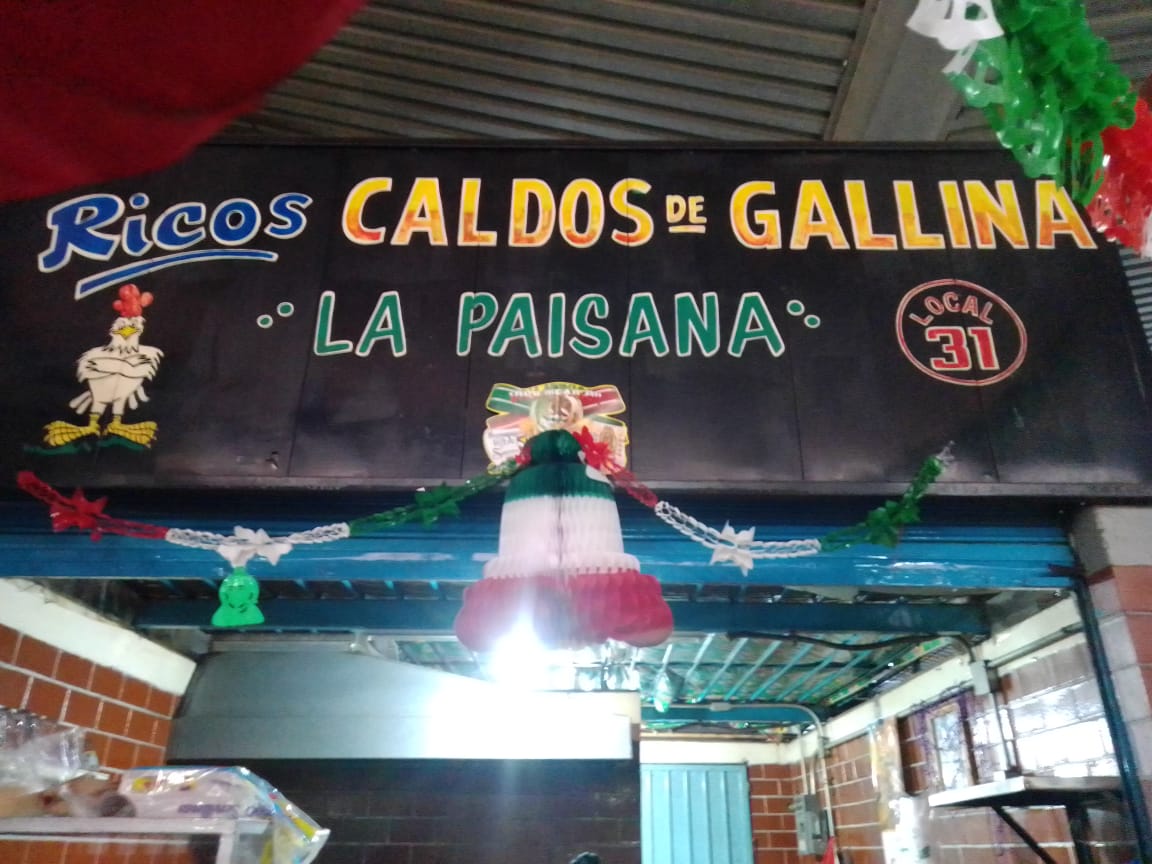 Ricos CALDOS DE GALLINA
LA PAISANA
LOCAL
31